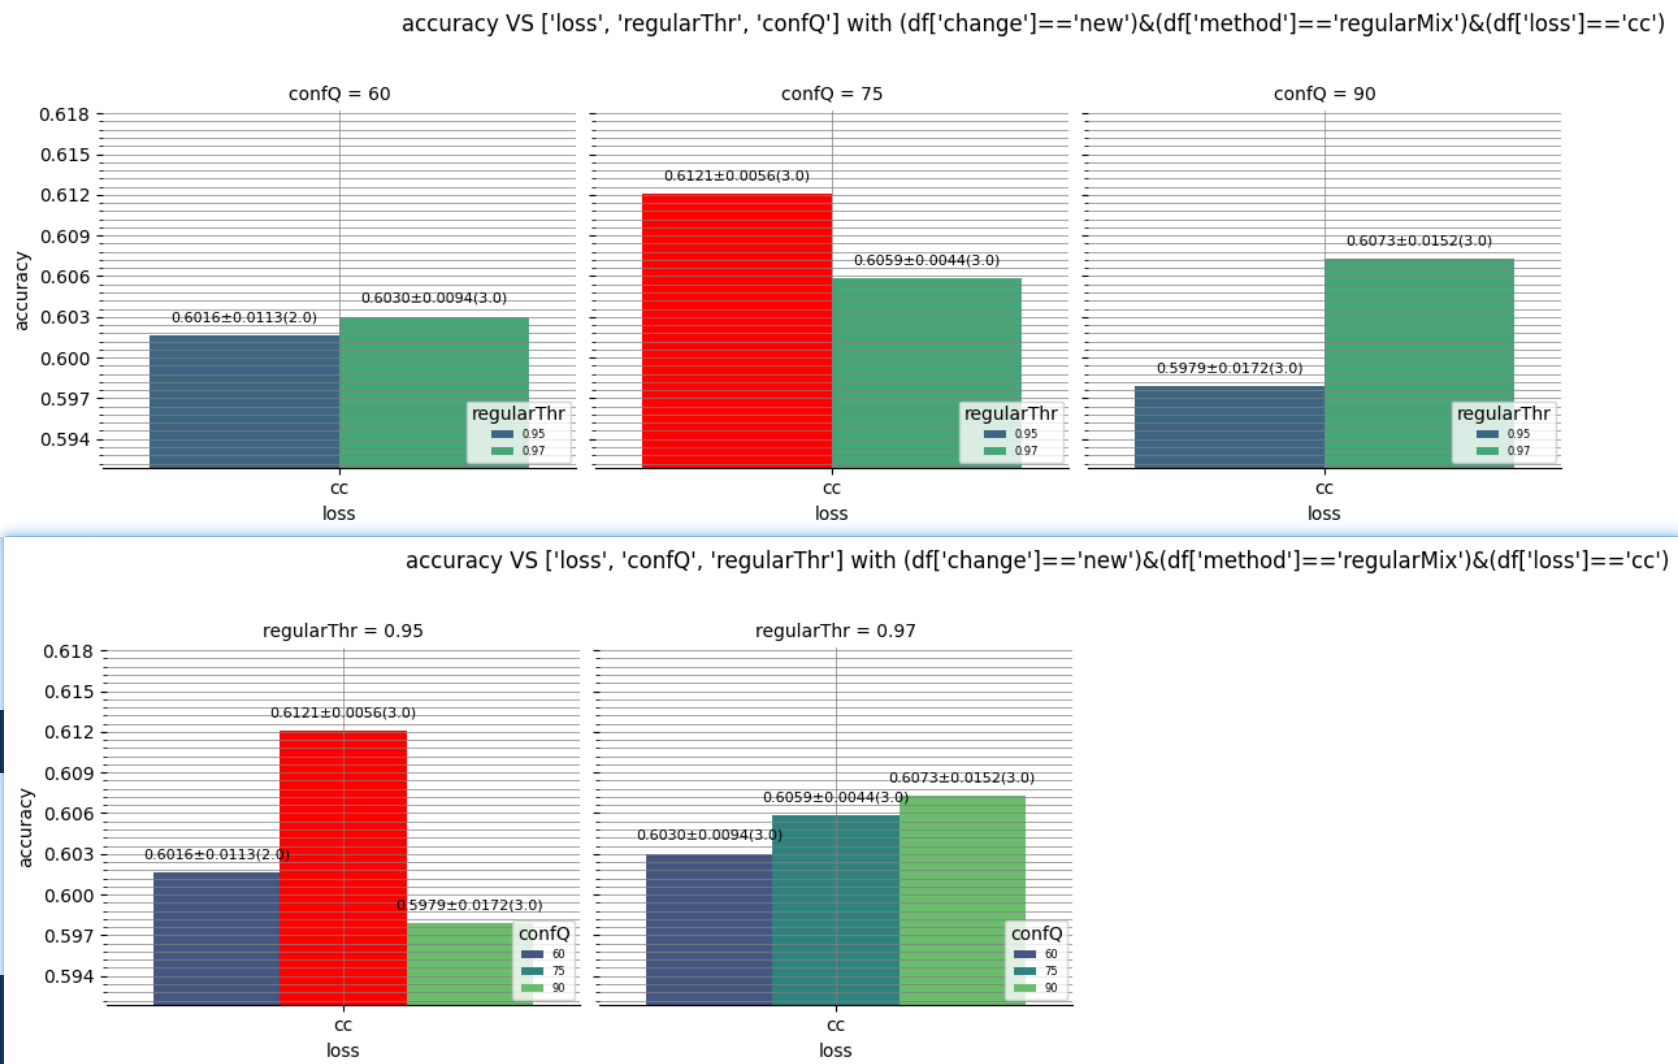 accuracy VS ['loss', 'regularThr', 'confQ'] with (df['change']=='new')&(df['method']=='regularMix')&(df['loss']=='cc')
confQ = 60
confQ = 75
confQ = 90
accuracy
0.618
0.615
0.612
0.609
0.606
0.603
0.600
0.597
0.594
0.6016±0.0113(2.0)
0.6030±0.0094(3.0)
regularThr
0.95
0.97
cc
loss
0.6121±0.0056(3.0)
0.6059±0.0044(3.0)
regularThr
0.95
0.97
cc
loss
0.5979±0.0172(3.0)
0.6073±0.0152(3.0)
regularThr
0.95
0.97
cc
loss
accuracy VS ['loss', 'confQ', 'regularThr'] with (df['change']=='new')&(df['method']=='regularMix')&(df['loss']=='cc')
regularThr = 0.95
regularThr = 0.97
accuracy
0.618
0.615
0.612
0.609
0.606
0.603
0.600
0.597
0.594
0.6016±0.0113(2.0)
0.6121±0.0056(3.0)
0.5979±0.0172(3.0)
confQ
60
75
90
cc
loss
0.6030±0.0094(3.0)
0.6059±0.0044(3.0)
0.6073±0.0152(3.0)
confQ
60
75
90
cc
loss